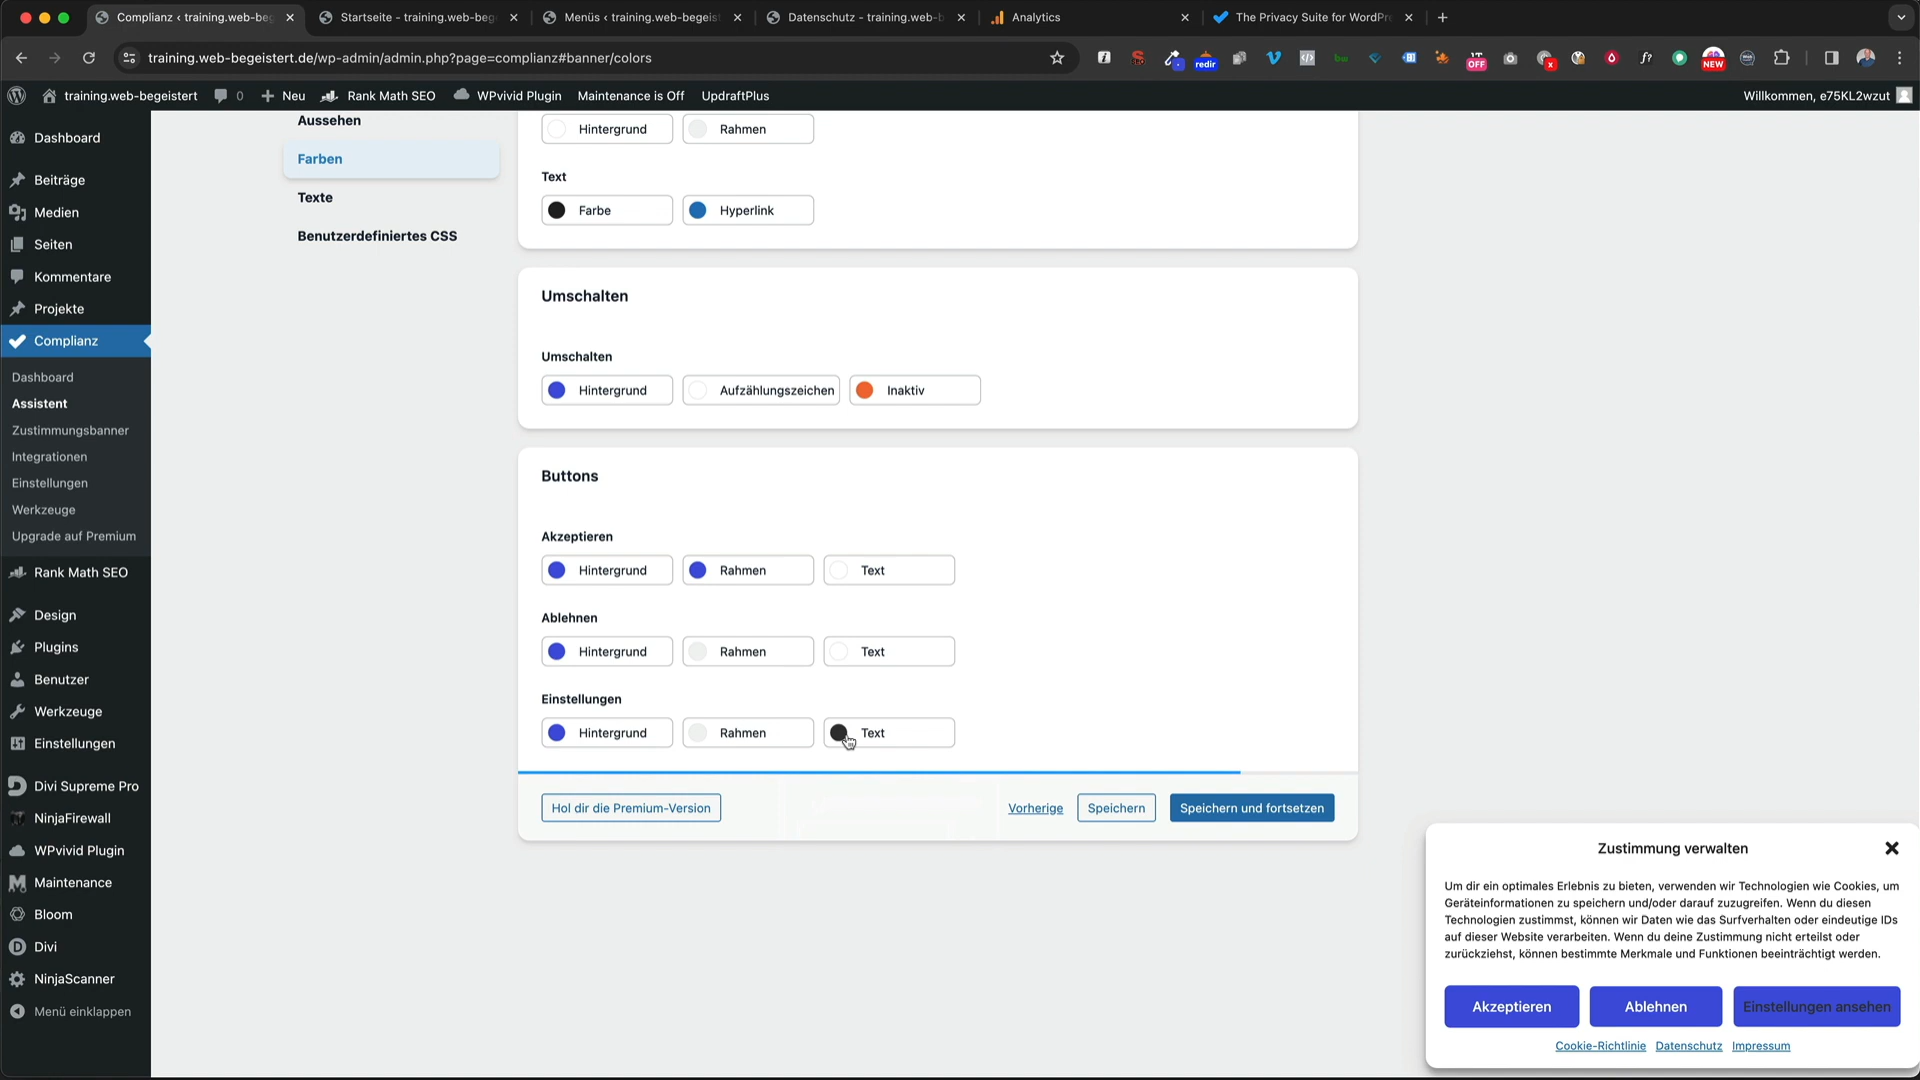 Complianz ‹ training.web-beg
Startseite - training.web-beg
Menüs ‹ training.web-begeist
Datenschutz - training.web-b
Analytics
The Privacy Suite for WordPr
training.web-begeistert.de/wp-admin/admin.php?page=complianz#banner/colors
redir
OFF
NEW
training.web-begeistert
0
Neu
Rank Math SEO
WPvivid Plugin
Maintenance is Off
UpdraftPlus
Willkommen, e75KL2wzut
Dashboard
Beiträge
Medien
Seiten
Kommentare
Projekte
Complianz
Dashboard
Assistent
Zustimmungsbanner
Integrationen
Einstellungen
Werkzeuge
Upgrade auf Premium
Rank Math SEO
Design
Plugins
Benutzer
Werkzeuge
Einstellungen
Divi Supreme Pro
NinjaFirewall
WPvivid Plugin
Maintenance
Bloom
Divi
NinjaScanner
Menü einklappen
Aussehen
Farben
Texte
Benutzerdefiniertes CSS
Hintergrund
Rahmen
Text
Farbe
Hyperlink
Umschalten
Umschalten
Hintergrund
Aufzählungszeichen
Inaktiv
Buttons
Akzeptieren
Hintergrund
Rahmen
Text
Ablehnen
Hintergrund
Rahmen
Text
Einstellungen
Hintergrund
Rahmen
Text
Hol dir die Premium-Version
Vorherige
Speichern
Speichern und fortsetzen
Zustimmung verwalten
Um dir ein optimales Erlebnis zu bieten, verwenden wir Technologien wie Cookies, um
Geräteinformationen zu speichern und/oder darauf zuzugreifen. Wenn du diesen
Technologien zustimmst, können wir Daten wie das Surfverhalten oder eindeutige IDs
auf dieser Website verarbeiten. Wenn du deine Zustimmung nicht erteilst oder
zurückziehst, können bestimmte Merkmale und Funktionen beeinträchtigt werden.
Akzeptieren
Ablehnen
Einstellungen ansehen
Cookie-Richtlinie
Datenschutz
Impressum